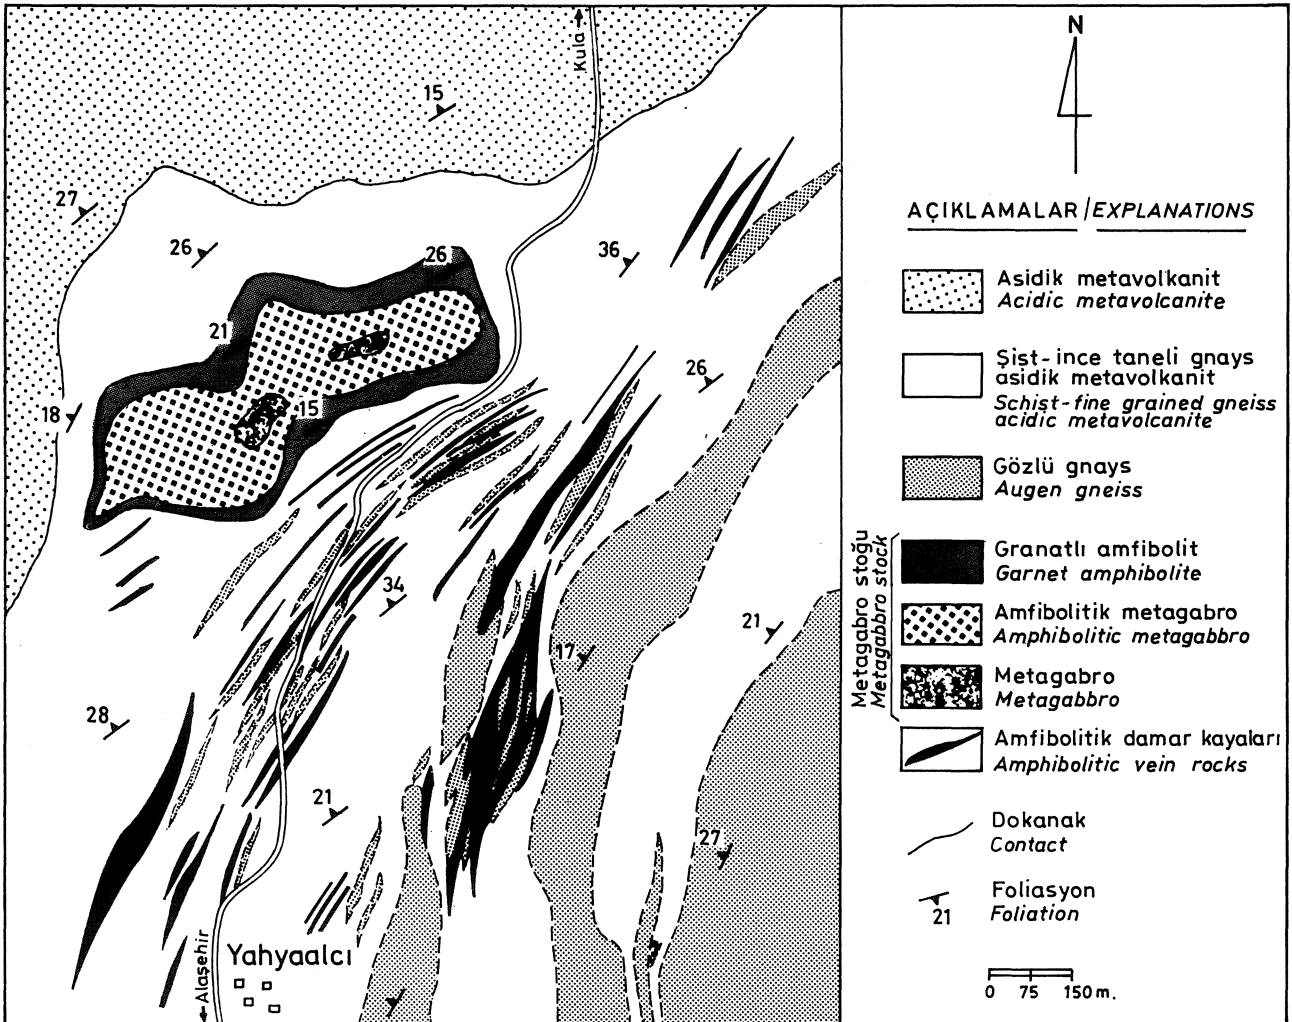 Kula
N
15
27
26
36
26
21
18
15
26
34
21
17
28
21
27
Yahyaalcı
Alaşehir
AÇIKLAMALAR/EXPLANATIONS
Asidik metavolkanit
Acidic metavolcanite
Şist-ince taneli gnays
asidik metavolkanit
Schist-fine grained gneiss
acidic metavolcanite
Gözlü gnays
Augen gneiss
Metagabro stoğu
Metagabbro stock
Granatlı amfibolit
Garnet amphibolite
Amfibolitik metagabro
Amphibolitic metagabbro
Metagabro
Metagabbro
Amfibolitik damar kayaları
Amphibolitic vein rocks
Dokanak
Contact
21
Foliasyon
Foliation
0 75 150 m.